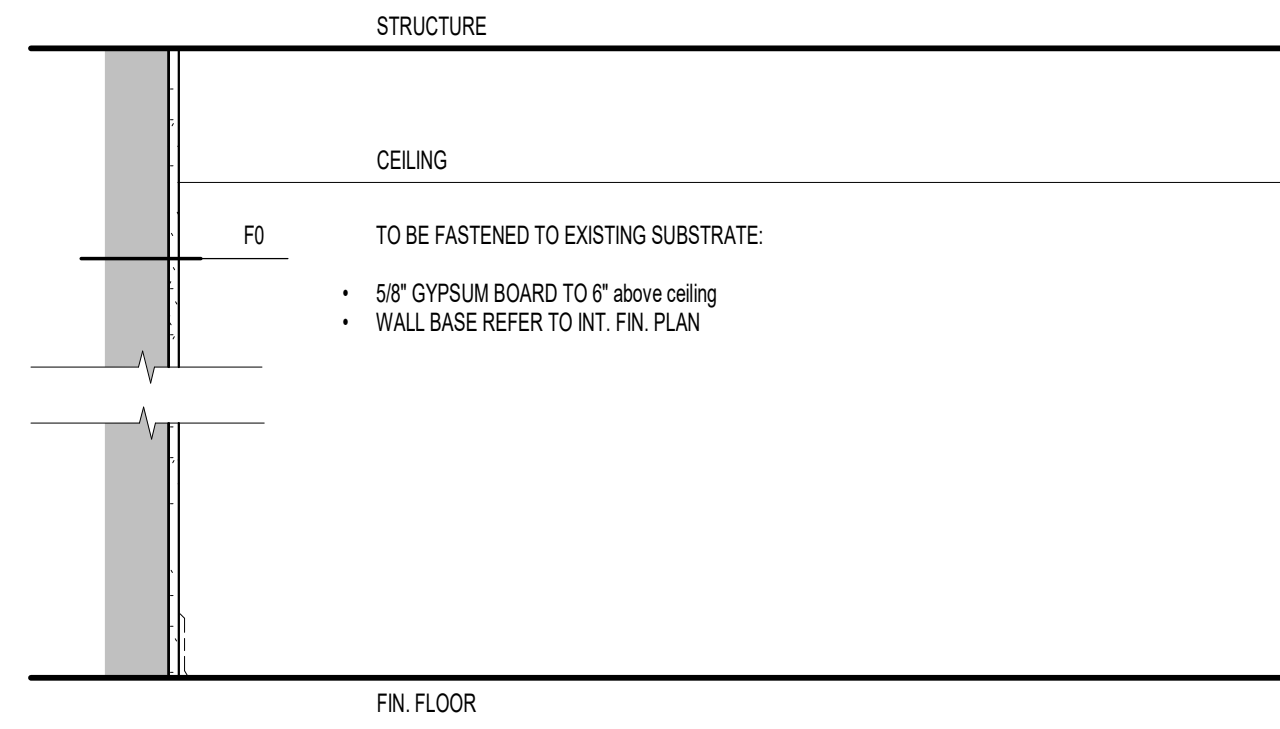 STRUCTURE
CEILING
F0
TO BE FASTENED TO EXISTING SUBSTRATE:
• 5/8" GYPSUM BOARD TO 6" above ceiling
• WALL BASE REFER TO INT. FIN. PLAN
FIN. FLOOR